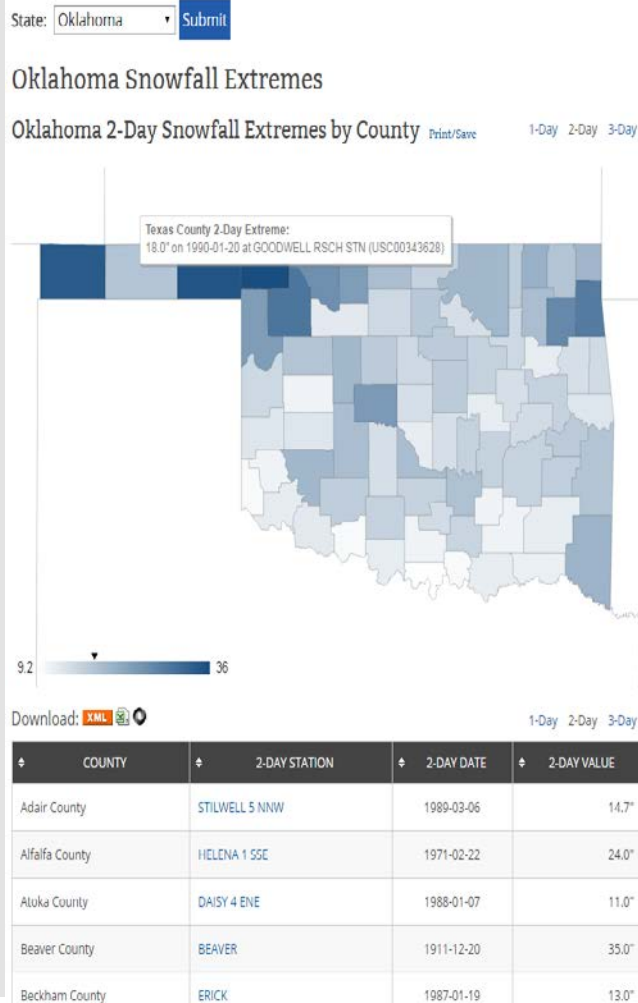 State: Oklahoma Submit
Oklahoma Snowfall Extremes
Oklahoma 2-Day Snowfall Extremes by County Print/Save 1-Day 2-Day 3-Day
Texas County 2-Day Extreme:
18.0" on 1990-01-20 at GOODWELL RSCH STN (USC00343628)
9.2 36
Download: XML
1-Day 2-Day 3-Day
COUNTY 2-DAY STATION 2-DAY DATE 2-DAY VALUE
Adair County STILWELL 5 NNW 1989-03-06 14.7"
Alfalfa County HELENA 1 SSE 1971-02-22 24.0"
Atoka County DAISY 4 ENE 1988-01-07 11.0"
Beaver County BEAVER 1911-12-20 35.0"
Beckham County ERICK 1987-01-19 13.0"